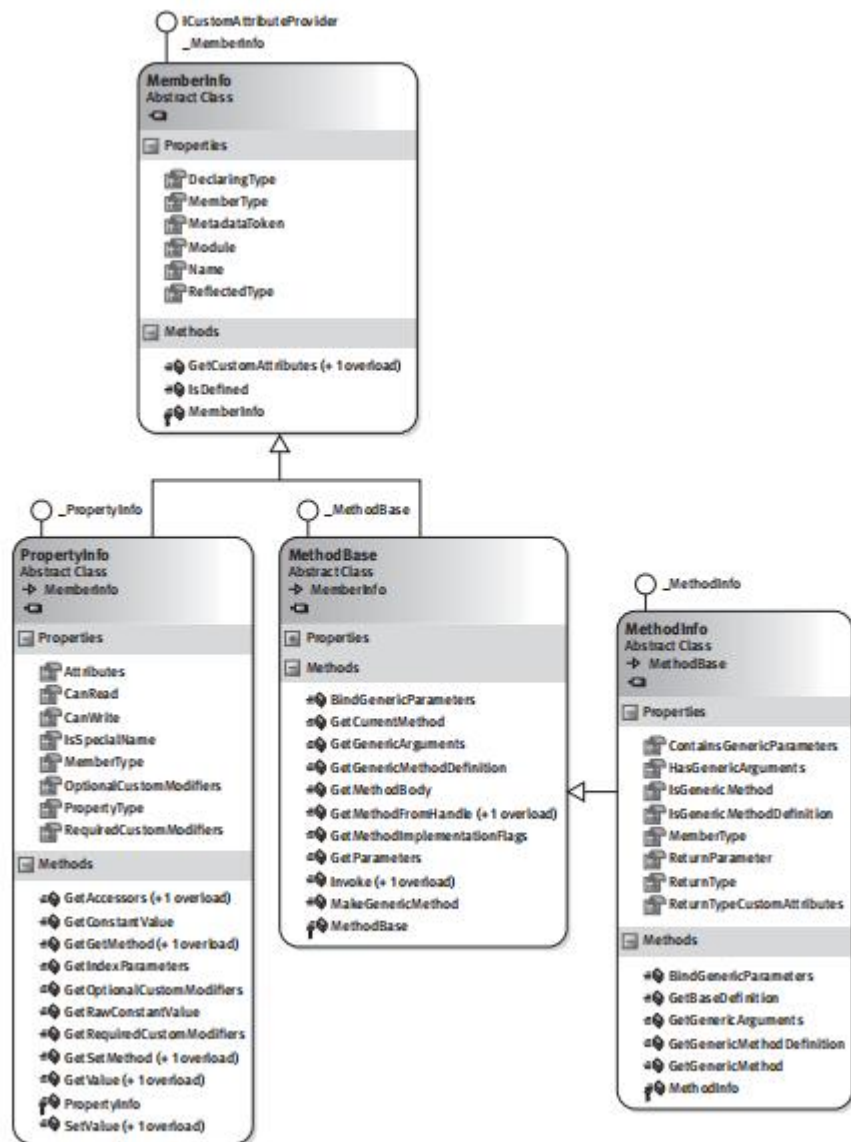 ICustomAttributeProvider
_MemberInfo
MemberInfo
Abstract Class
Properties
DeclaringType
MemberType
MetadataToken
Module
Name
ReflectedType
Methods
GetCustomAttributes (+ 1 overload)
IsDefined
MemberInfo
_PropertyInfo
PropertyInfo
Abstract Class
MemberInfo
Properties
Attributes
CanRead
CanWrite
IsSpecialName
MemberType
OptionalCustomModifiers
PropertyType
RequiredCustomModifiers
Methods
GetAccessors (+ 1 overload)
GetConstantValue
GetGetMethod (+ 1 overload)
GetIndexParameters
GetOptionalCustomModifiers
GetRawConstantValue
GetRequiredCustomModifiers
GetSetMethod (+ 1 overload)
GetValue (+ 1 overload)
PropertyInfo
SetValue (+ 1 overload)
_MethodBase
MethodBase
Abstract Class
MemberInfo
Properties
Methods
BindGenericParameters
GetCurrentMethod
GetGenericArguments
GetGenericMethodDefinition
GetMethodBody
GetMethodFromHandle (+ 1 overload)
GetMethodImplementationFlags
GetParameters
Invoke (+ 1 overload)
MakeGenericMethod
MethodBase
_MethodInfo
MethodInfo
Abstract Class
MethodBase
Properties
ContainsGenericParameters
HasGenericArguments
IsGenericMethod
IsGenericMethodDefinition
MemberType
ReturnParameter
ReturnType
ReturnTypeCustomAttributes
Methods
BindGenericParameters
GetBaseDefinition
GetGenericArguments
GetGenericMethodDefinition
GetGenericMethod
MethodInfo